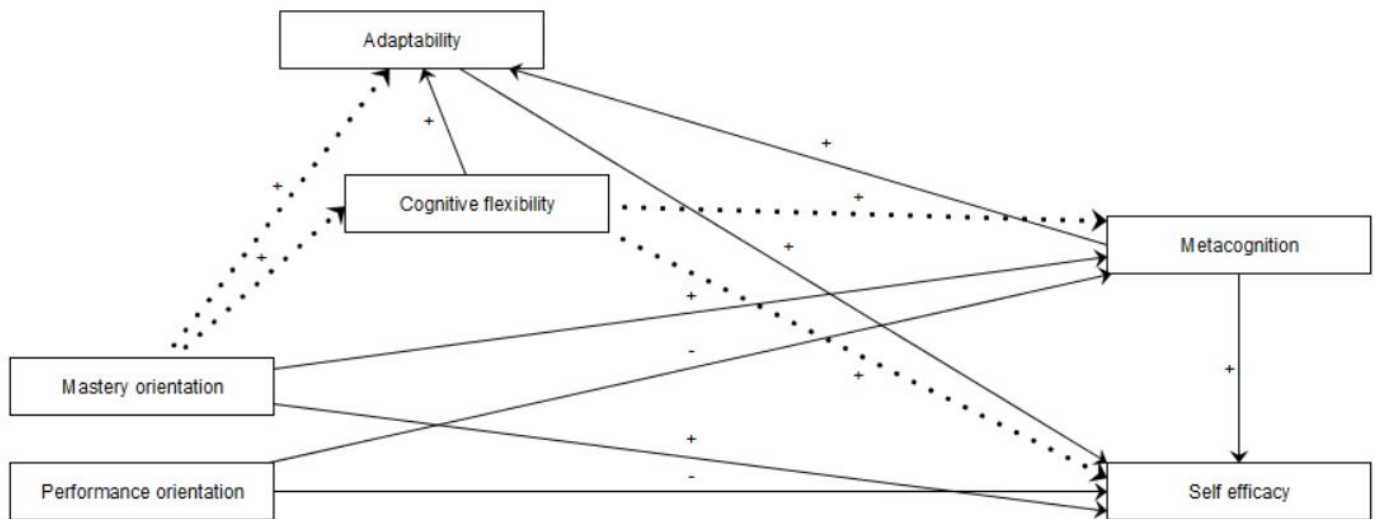 Adaptability
+
+
+
Cognitive flexibility
+
+
+
Metacognition
+
+
-
Mastery orientation
+
+
+
-
Performance orientation
Self efficacy